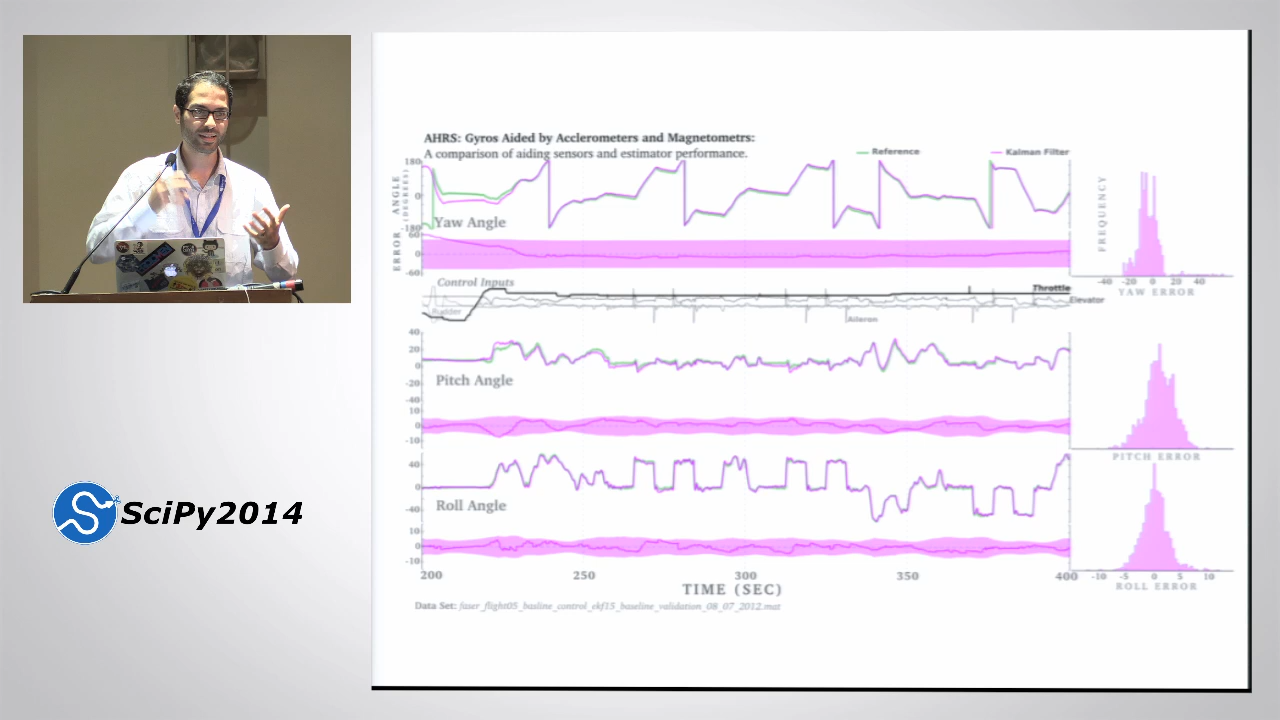 AHRS: Gyros Aided by Acclerometers and Magnetometrs:
A comparison of aiding sensors and estimator performance.
Reference
Kalman Filter
180
0
-180
ANGLE
(DEGREES)
Yaw Angle
60
0
-60
ERROR
FREQUENCY
-40 -20 0 20 40
YAW ERROR
Control Inputs
Throttle
Elevator
Rudder
Aileron
40
20
0
-20
-40
Pitch Angle
10
0
-10
PITCH ERROR
40
0
-40
Roll Angle
10
0
-10
200 250 300 350 400
TIME (SEC)
-10 -5 0 5 10
ROLL ERROR
Data Set: faser_flight05_basline_control_ekf15_baseline_validation_08_07_2012.mat
SciPy2014